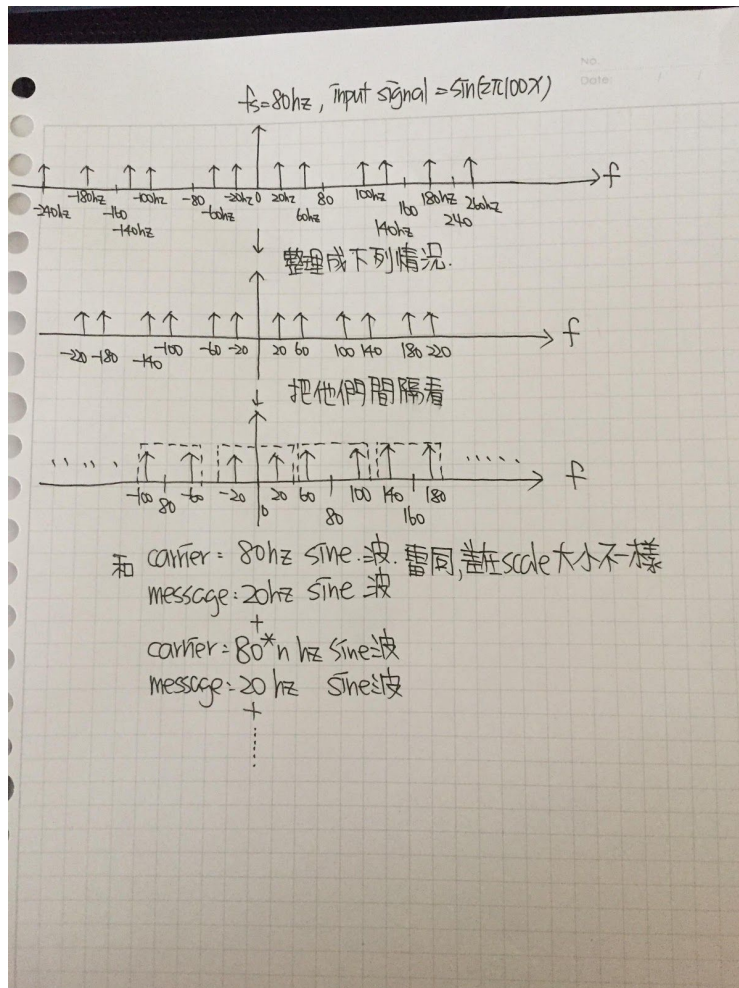 No.
Date / /
fs=80hz, input signal = sin(2π100x)
f
-240hz -180hz -160 -140hz -100hz -80 -60hz -20hz 0 20hz 60hz 80 100hz 140hz 160 180hz 240 260hz
整理成下列情況.
f
-220 -180 -140 -100 -60 -20 20 60 100 140 180 220
把他們間隔看
..... .....
f
-100 80 -60 -20 0 20 60 80 100 140 160 180
和 carrier = 80hz sine.波. 雷同,差在scale大小不一樣
message:20hz sine 波
+
carrier=80*n hz sine波
message=20 hz sine波
+
......